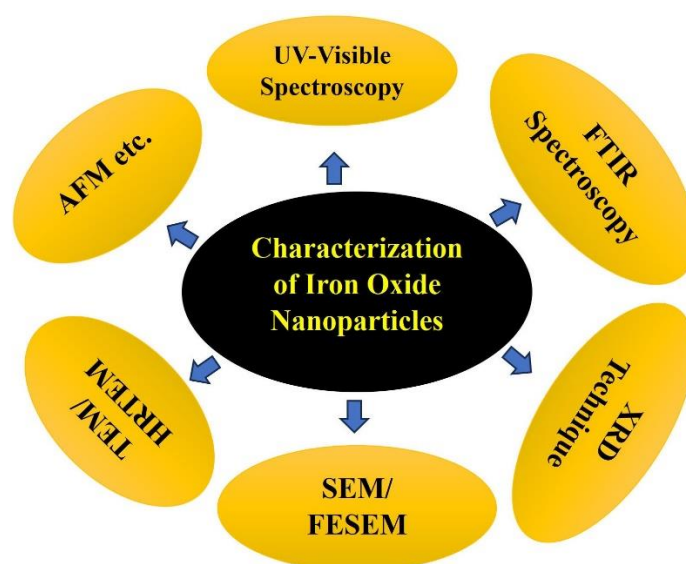 UV-Visible
Spectroscopy
FTIR
Spectroscopy
XRD
Technique
SEM/
FESEM
TEM/
HRTEM
AFM etc.
Characterization
of Iron Oxide
Nanoparticles